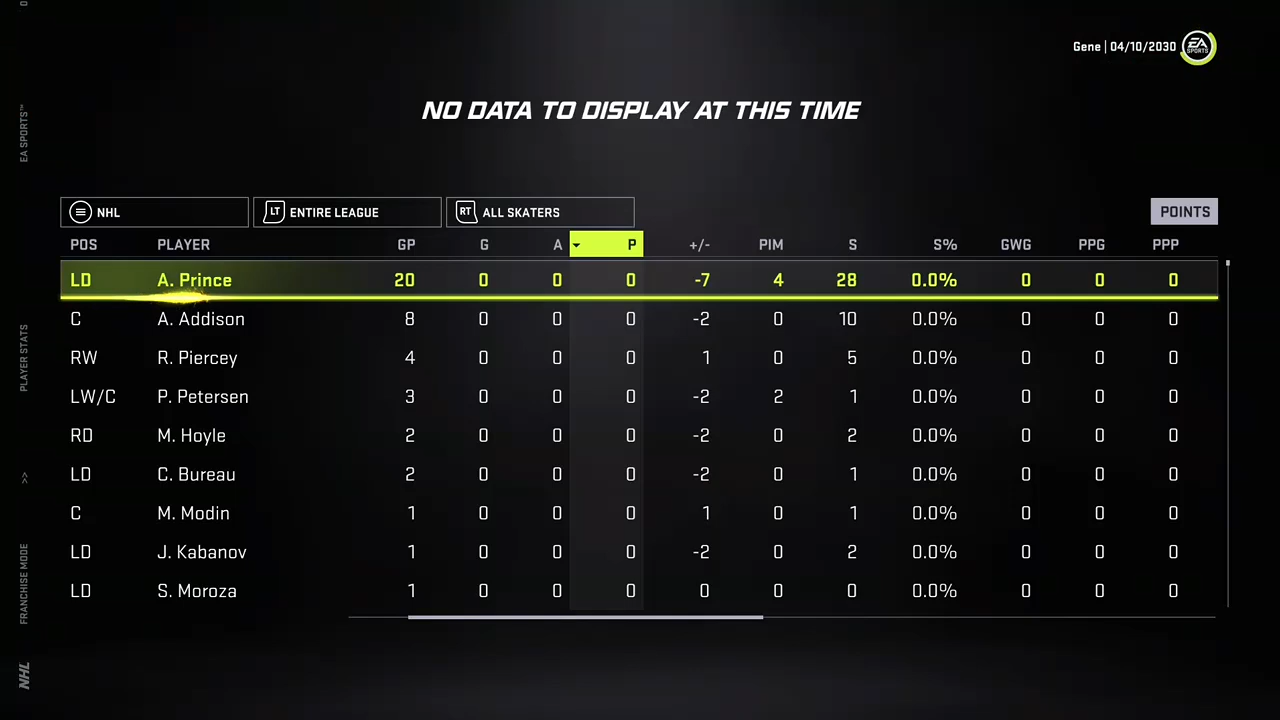 Gene | 04/10/2030 EA SPORTS
NO DATA TO DISPLAY AT THIS TIME
NHL LT ENTIRE LEAGUE RT ALL SKATERS POINTS
POS PLAYER GP G A P +/- PIM S S% GWG PPG PPP
LD A. Prince 20 0 0 0 -7 4 28 0.0% 0 0 0
C A. Addison 8 0 0 0 -2 0 10 0.0% 0 0 0
RW R. Piercey 4 0 0 0 1 0 5 0.0% 0 0 0
LW/C P. Petersen 3 0 0 0 -2 2 1 0.0% 0 0 0
RD M. Hoyle 2 0 0 0 -2 0 2 0.0% 0 0 0
LD C. Bureau 2 0 0 0 -2 0 1 0.0% 0 0 0
C M. Modin 1 0 0 0 1 0 1 0.0% 0 0 0
LD J. Kabanov 1 0 0 0 -2 0 2 0.0% 0 0 0
LD S. Moroza 1 0 0 0 0 0 0 0.0% 0 0 0
NHL FRANCHISE MODE >> PLAYER STATS EA SPORTS™